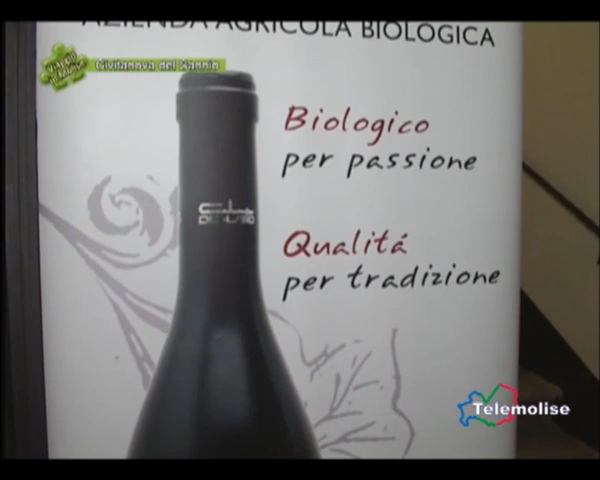 AZIENDA AGRICOLA BIOLOGICA
Civitanova del Sannio
Biologico
per passione
Qualitá
per tradizione
Telemolise